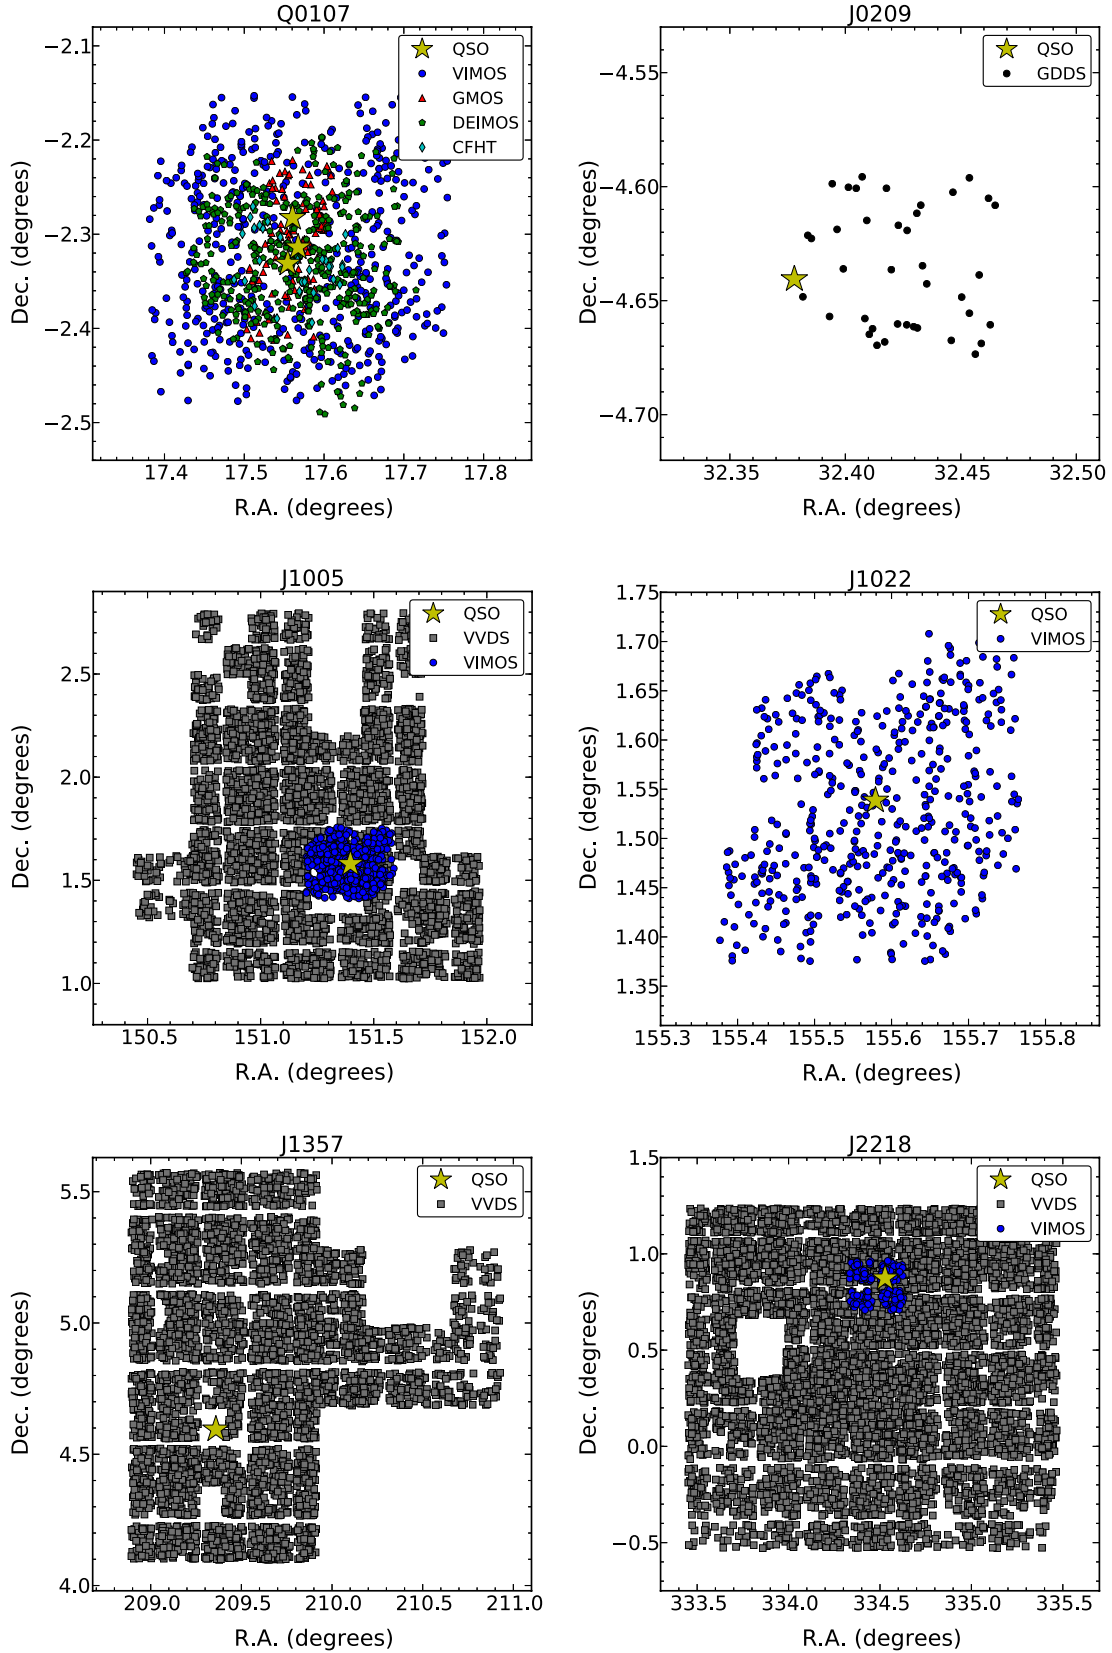 Q0107
QSO
VIMOS
GMOS
DEIMOS
CFHT
−2.1
−2.2
−2.3
−2.4
−2.5
Dec. (degrees)
17.4 17.5 17.6 17.7 17.8
R.A. (degrees)
J0209
QSO
GDDS
−4.55
−4.60
−4.65
−4.70
Dec. (degrees)
32.35 32.40 32.45 32.50
R.A. (degrees)
J1005
QSO
VVDS
VIMOS
2.5
2.0
1.5
1.0
Dec. (degrees)
150.5 151.0 151.5 152.0
R.A. (degrees)
J1022
QSO
VIMOS
1.75
1.70
1.65
1.60
1.55
1.50
1.45
1.40
1.35
Dec. (degrees)
155.3 155.4 155.5 155.6 155.7 155.8
R.A. (degrees)
J1357
QSO
VVDS
5.5
5.0
4.5
4.0
Dec. (degrees)
209.0 209.5 210.0 210.5 211.0
R.A. (degrees)
J2218
QSO
VVDS
VIMOS
1.5
1.0
0.5
0.0
−0.5
Dec. (degrees)
333.5 334.0 334.5 335.0 335.5
R.A. (degrees)